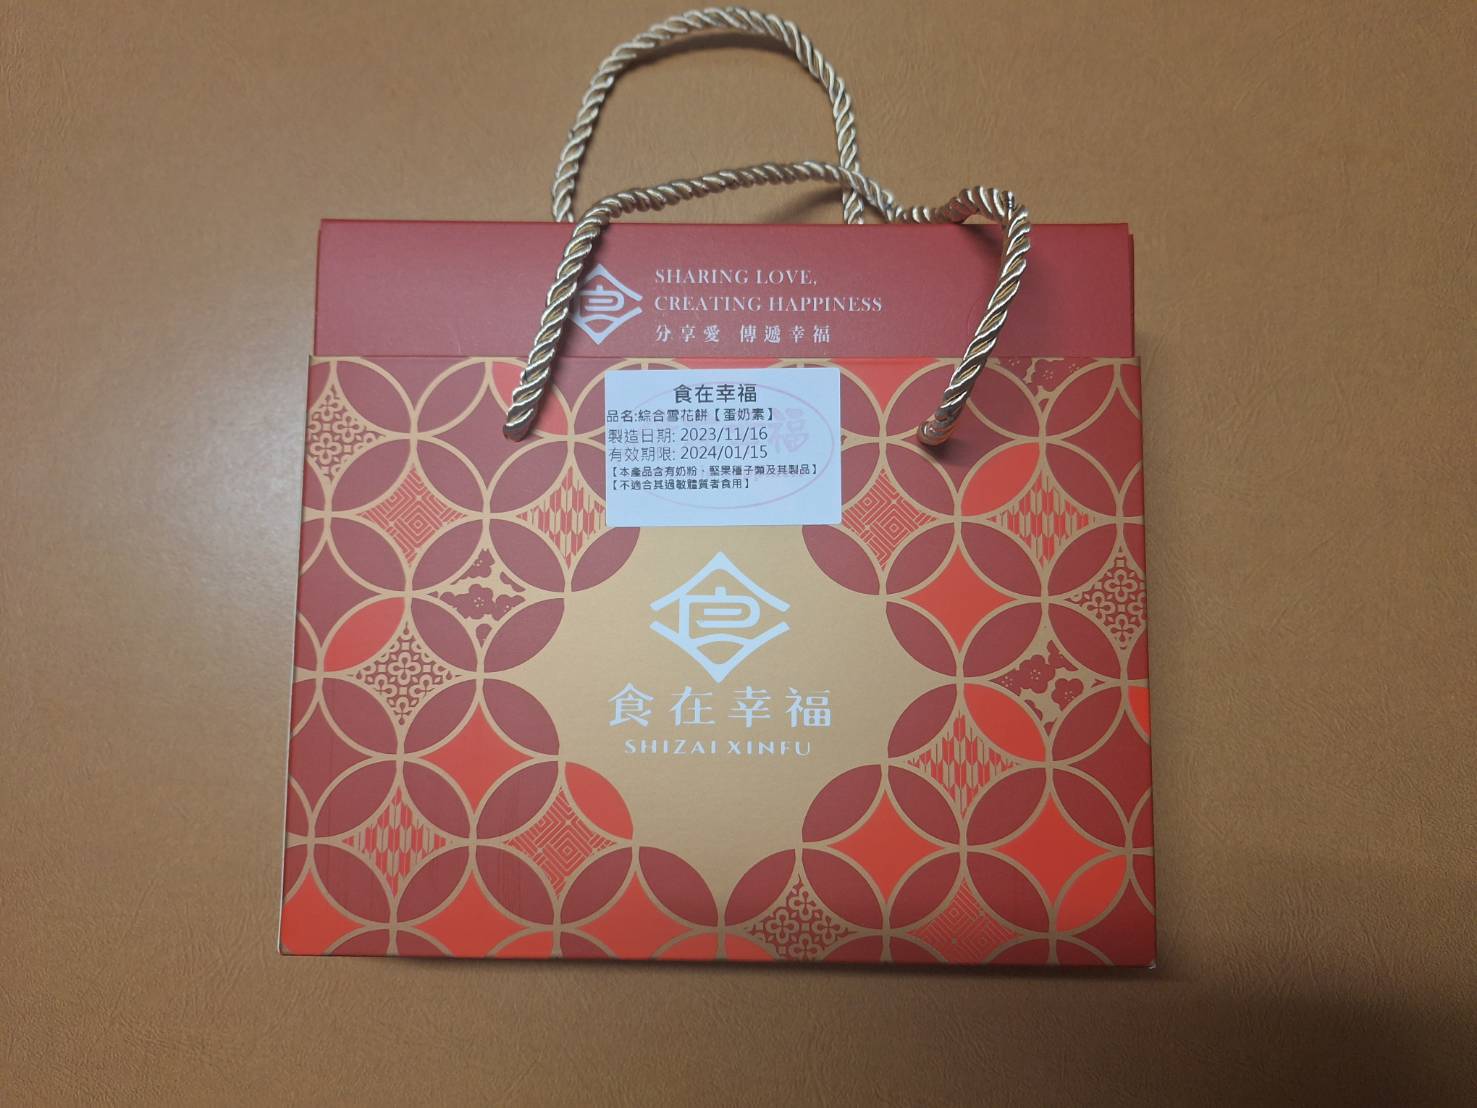 SHARING LOVE,
CREATING HAPPINESS
分享愛 傳遞幸福
食在幸福
品名:綜合雪花餅【蛋奶素】
製造日期: 2023/11/16
有效期限: 2024/01/15
【本產品含有奶粉、堅果種子類及其製品】
【不適合其過敏體質者食用】
福
食
食在幸福
SHIZAI XINFU